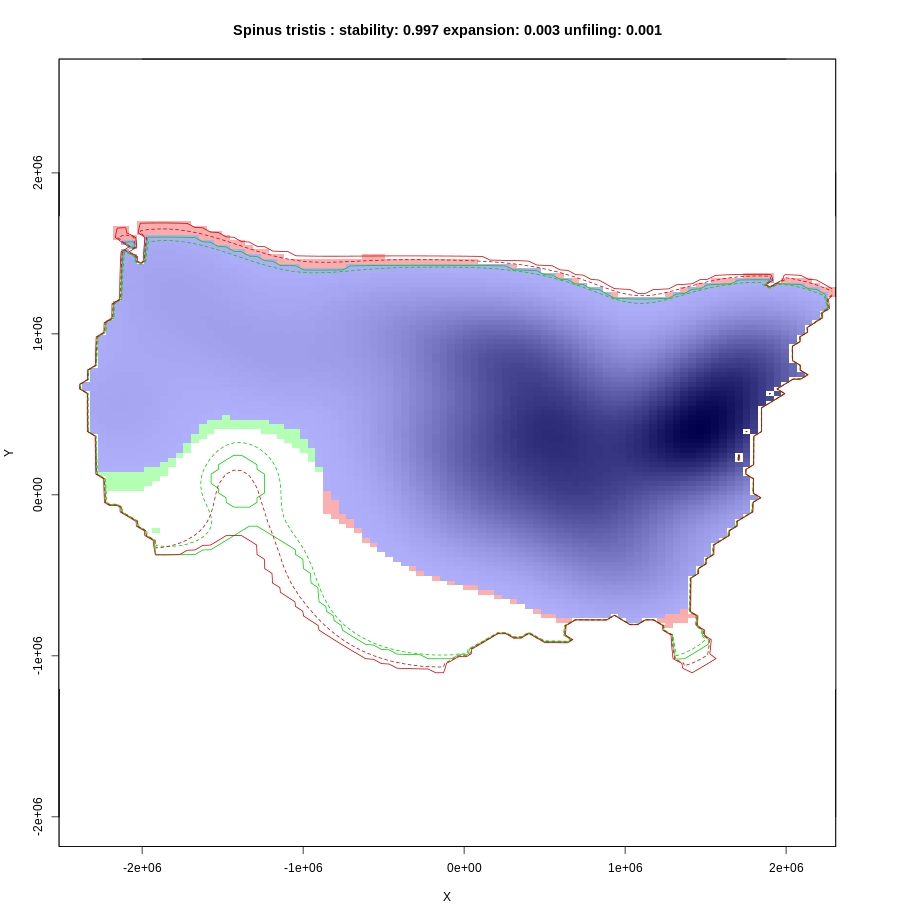 Spinus tristis : stability: 0.997 expansion: 0.003 unfiling: 0.001
2e+06
1e+06
Y
0e+00
-1e+06
-2e+06
-2e+06 -1e+06 0e+00 1e+06 2e+06
X